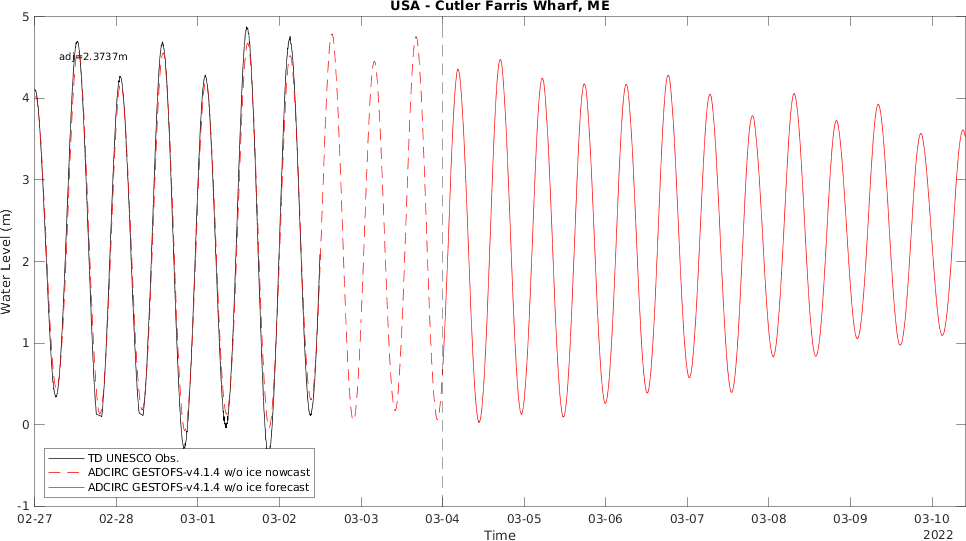 USA - Cutler Farris Wharf, ME
5
adj=2.3737m
4
3
2
1
0
-1
Water Level (m)
TD UNESCO Obs.
ADCIRC GESTOFS-v4.1.4 w/o ice nowcast
ADCIRC GESTOFS-v4.1.4 w/o ice forecast
02-27 02-28 03-01 03-02 03-03 03-04 03-05 03-06 03-07 03-08 03-09 03-10
Time
2022